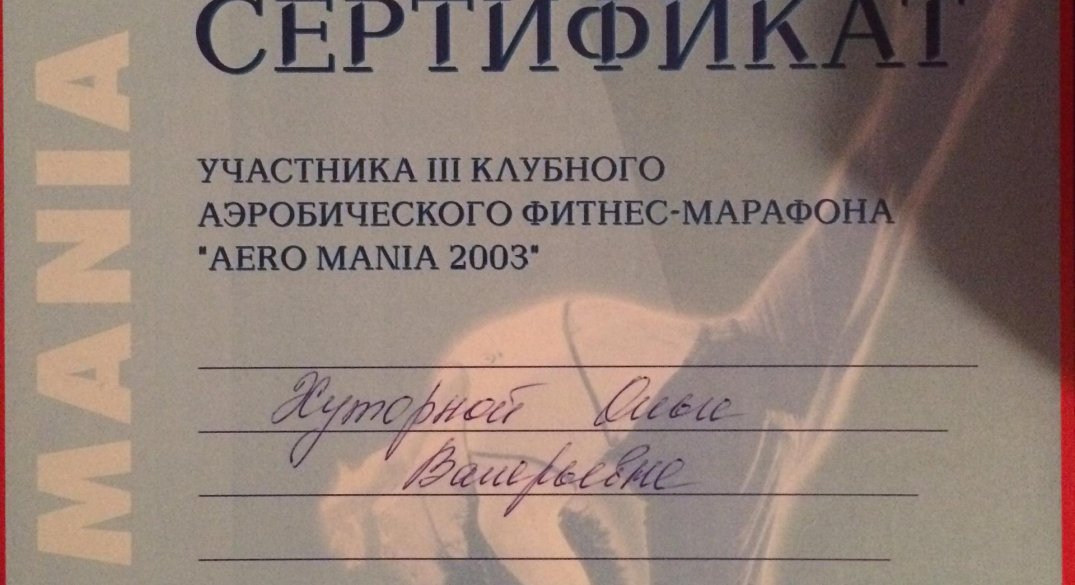 MANIA
СЕРТИФИКАТ
УЧАСТНИКА III КЛУБНОГО
АЭРОБИЧЕСКОГО ФИТНЕС-МАРАФОНА
"AERO MANIA 2003"
Хуторной Ольге
Валерьевне